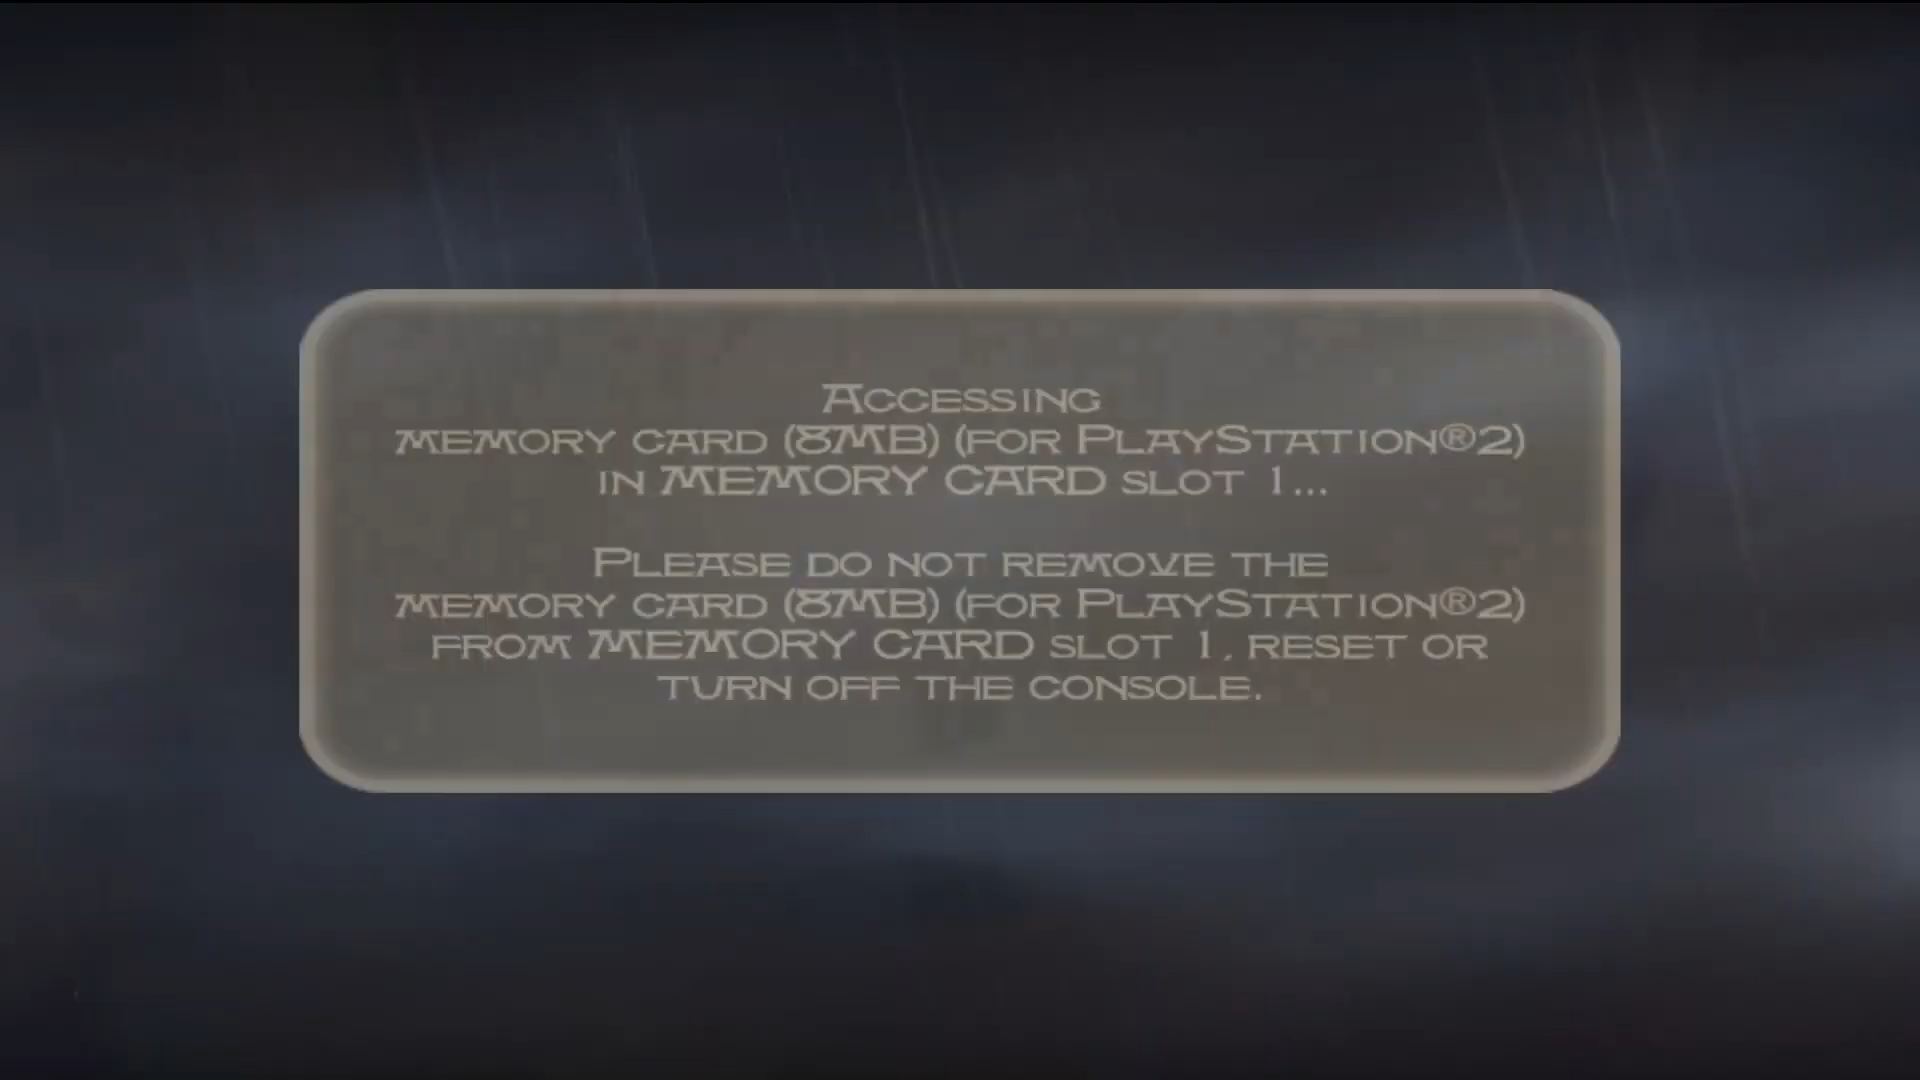 Accessing
memory card (8MB) (for PlayStation®2)
in MEMORY CARD slot 1...
Please do not remove the
memory card (8MB) (for PlayStation®2)
from MEMORY CARD slot 1, reset or
turn off the console.